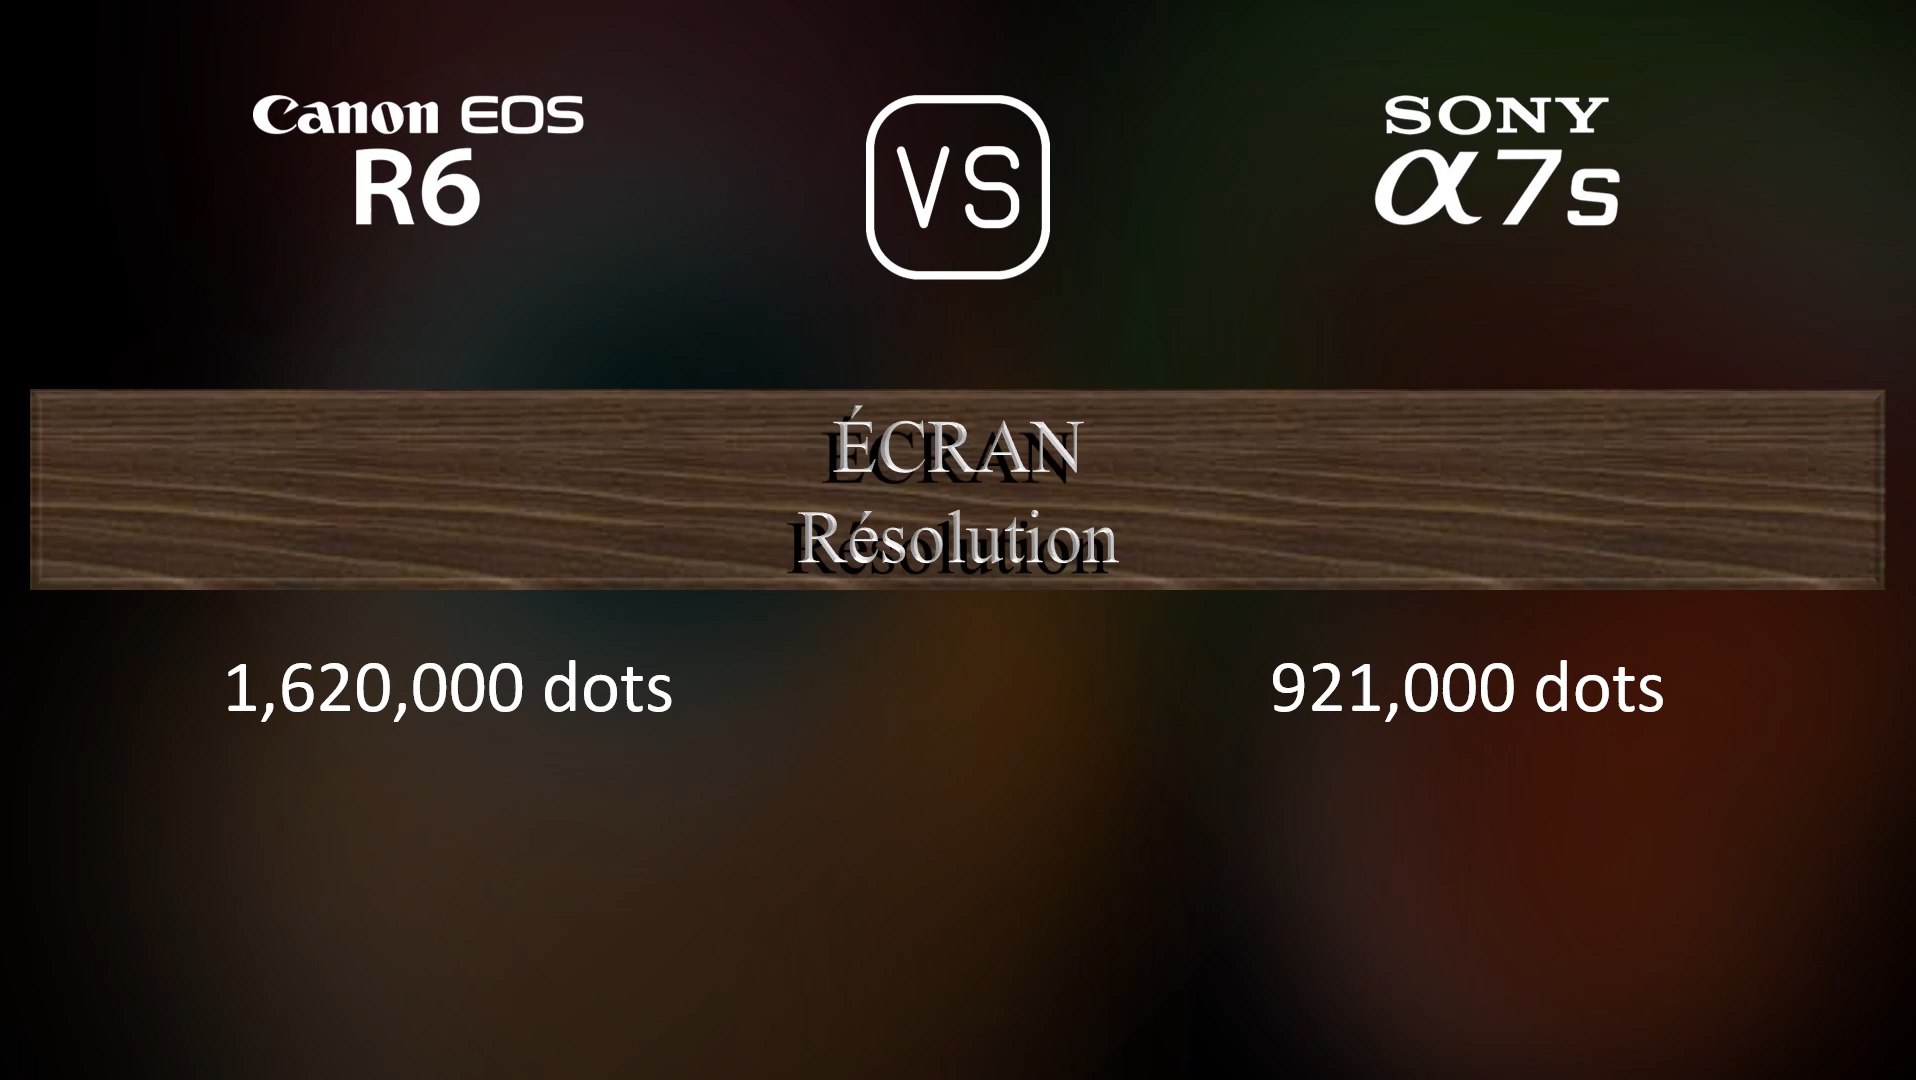 Canon EOS
R6
VS
SONY
α7s
ÉCRAN
Résolution
1,620,000 dots
921,000 dots